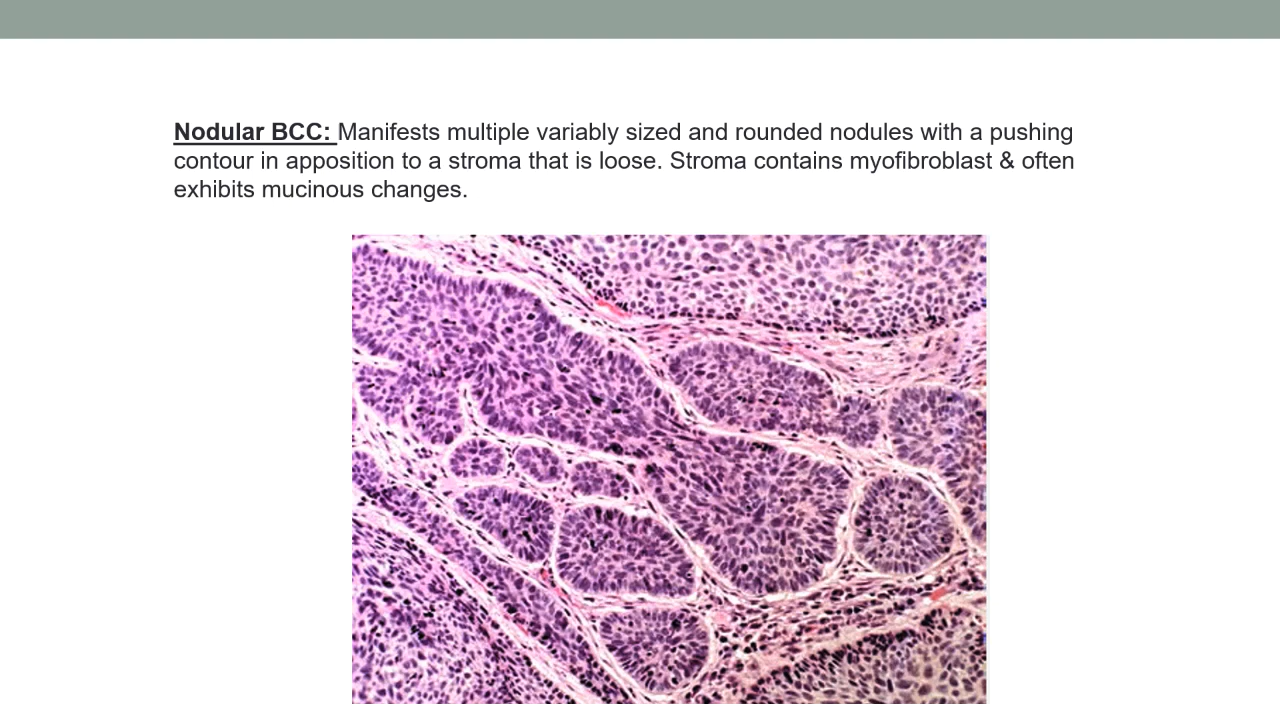 Nodular BCC: Manifests multiple variably sized and rounded nodules with a pushing
contour in apposition to a stroma that is loose. Stroma contains myofibroblast & often
exhibits mucinous changes.